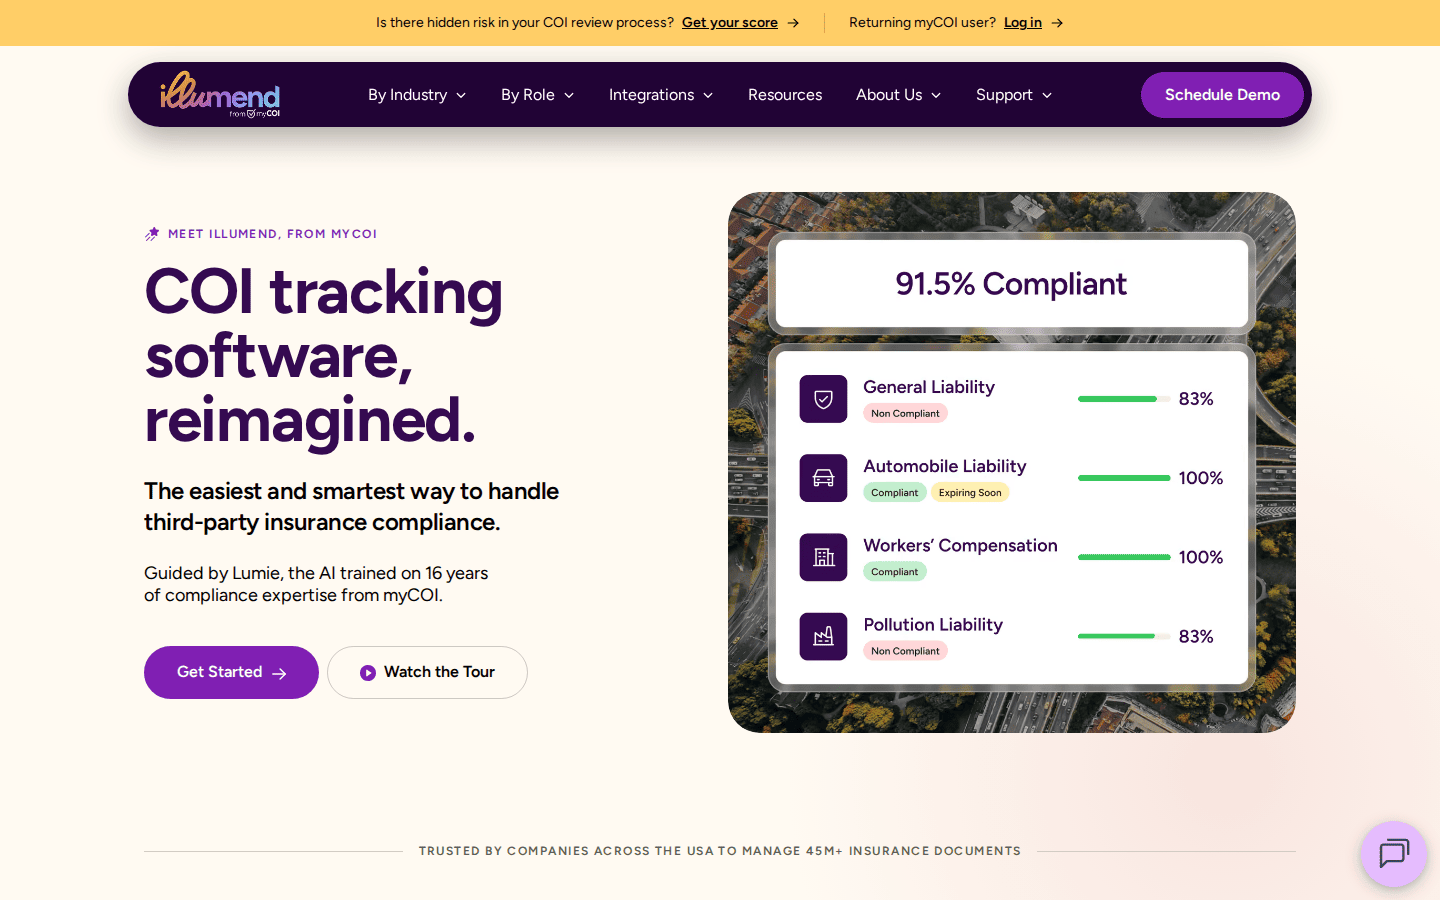 Is there hidden risk in your COI review process? Get your score →
Returning myCOI user? Log in →
illumend
from myCOI
By Industry
By Role
Integrations
Resources
About Us
Support
Schedule Demo
MEET ILLUMEND, FROM MYCOI
COI tracking
software,
reimagined.
The easiest and smartest way to handle
third-party insurance compliance.
Guided by Lumie, the AI trained on 16 years
of compliance expertise from myCOI.
Get Started →
Watch the Tour
91.5% Compliant
General Liability
Non Compliant
83%
Automobile Liability
Compliant
Expiring Soon
100%
Workers’ Compensation
Compliant
100%
Pollution Liability
Non Compliant
83%
TRUSTED BY COMPANIES ACROSS THE USA TO MANAGE 45M+ INSURANCE DOCUMENTS